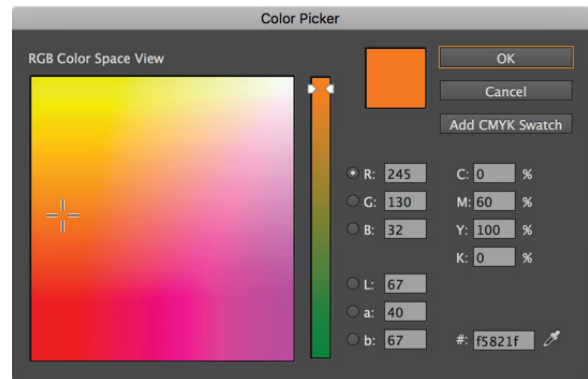 Color Picker
RGB Color Space View
OK
Cancel
Add CMYK Swatch
R: 245 C: 0 %
G: 130 M: 60 %
B: 32 Y: 100 %
K: 0 %
L: 67
a: 40
b: 67 #: f5821f